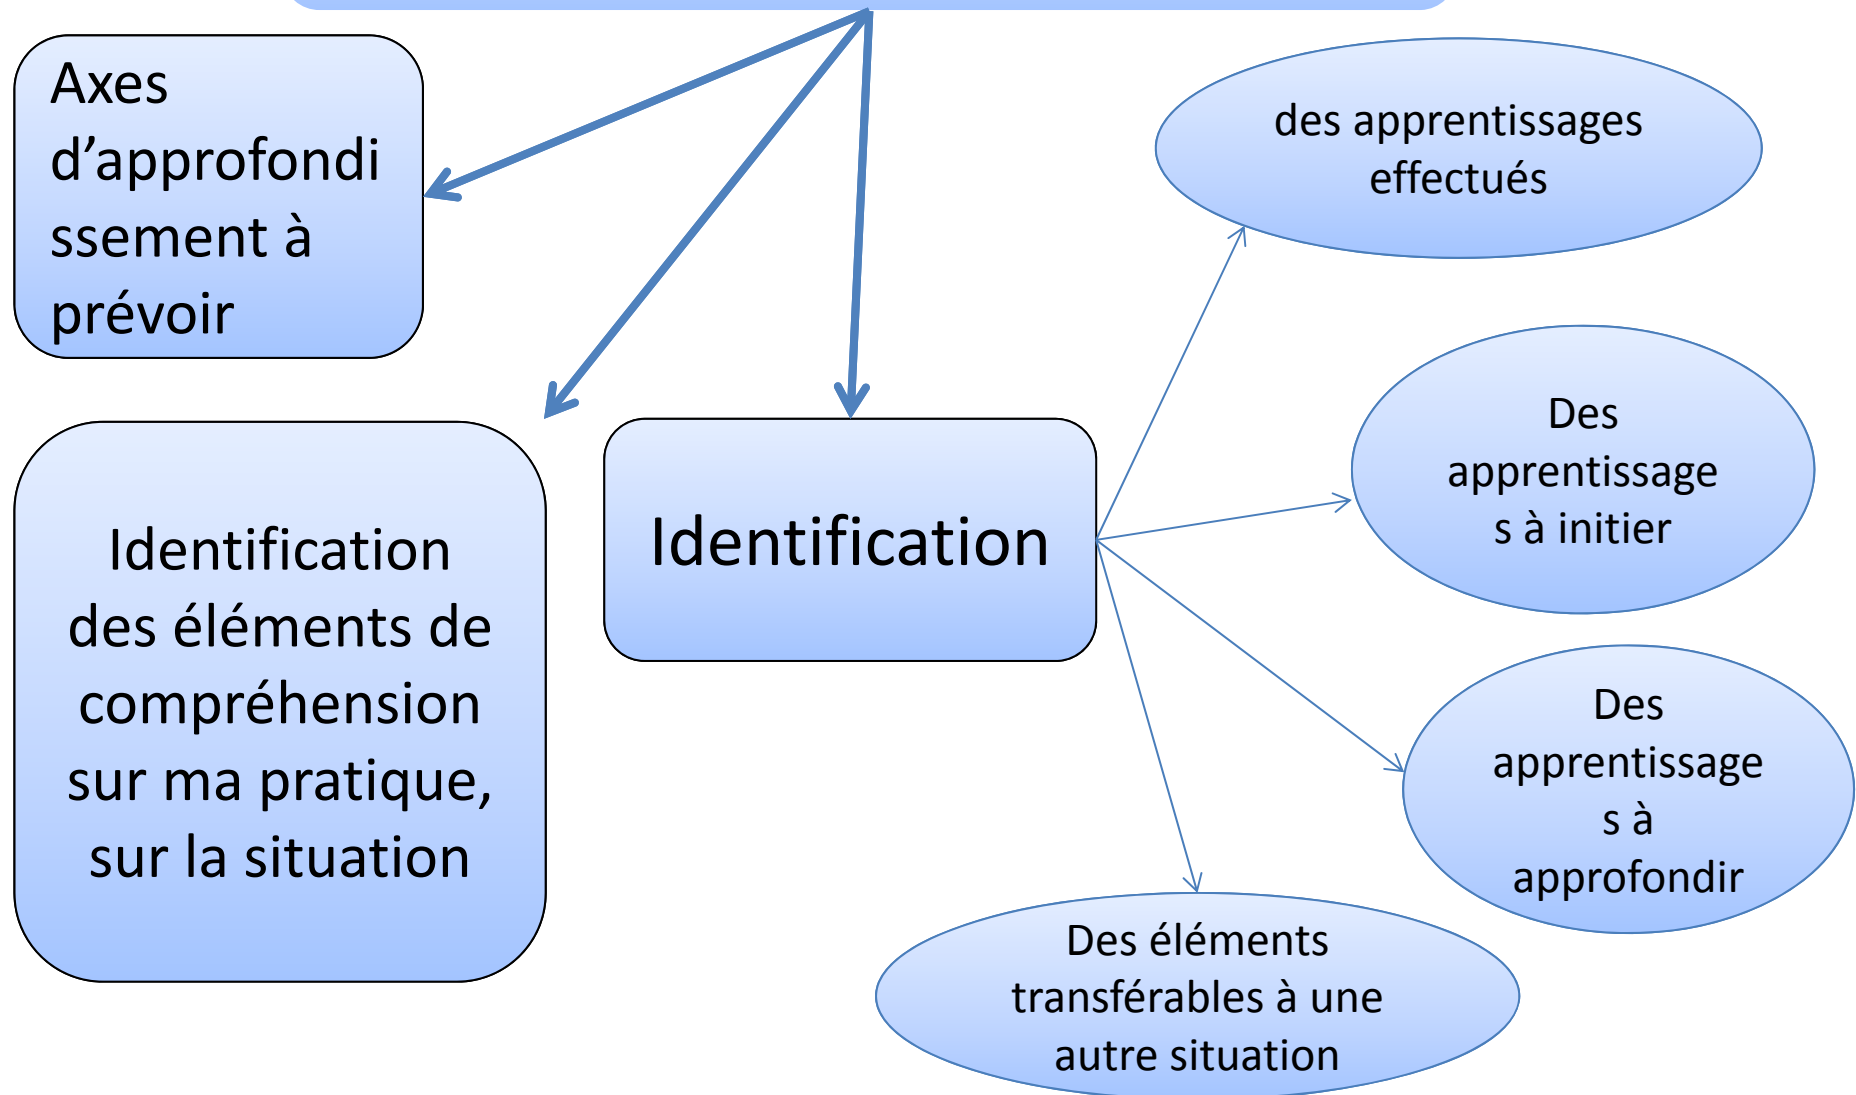 Axes
d’approfondi
ssement à
prévoir
des apprentissages
effectués
Des
apprentissage
s à initier
Identification
des éléments de
compréhension
sur ma pratique,
sur la situation
Identification
Des
apprentissage
s à
approfondir
Des éléments
transférables à une
autre situation